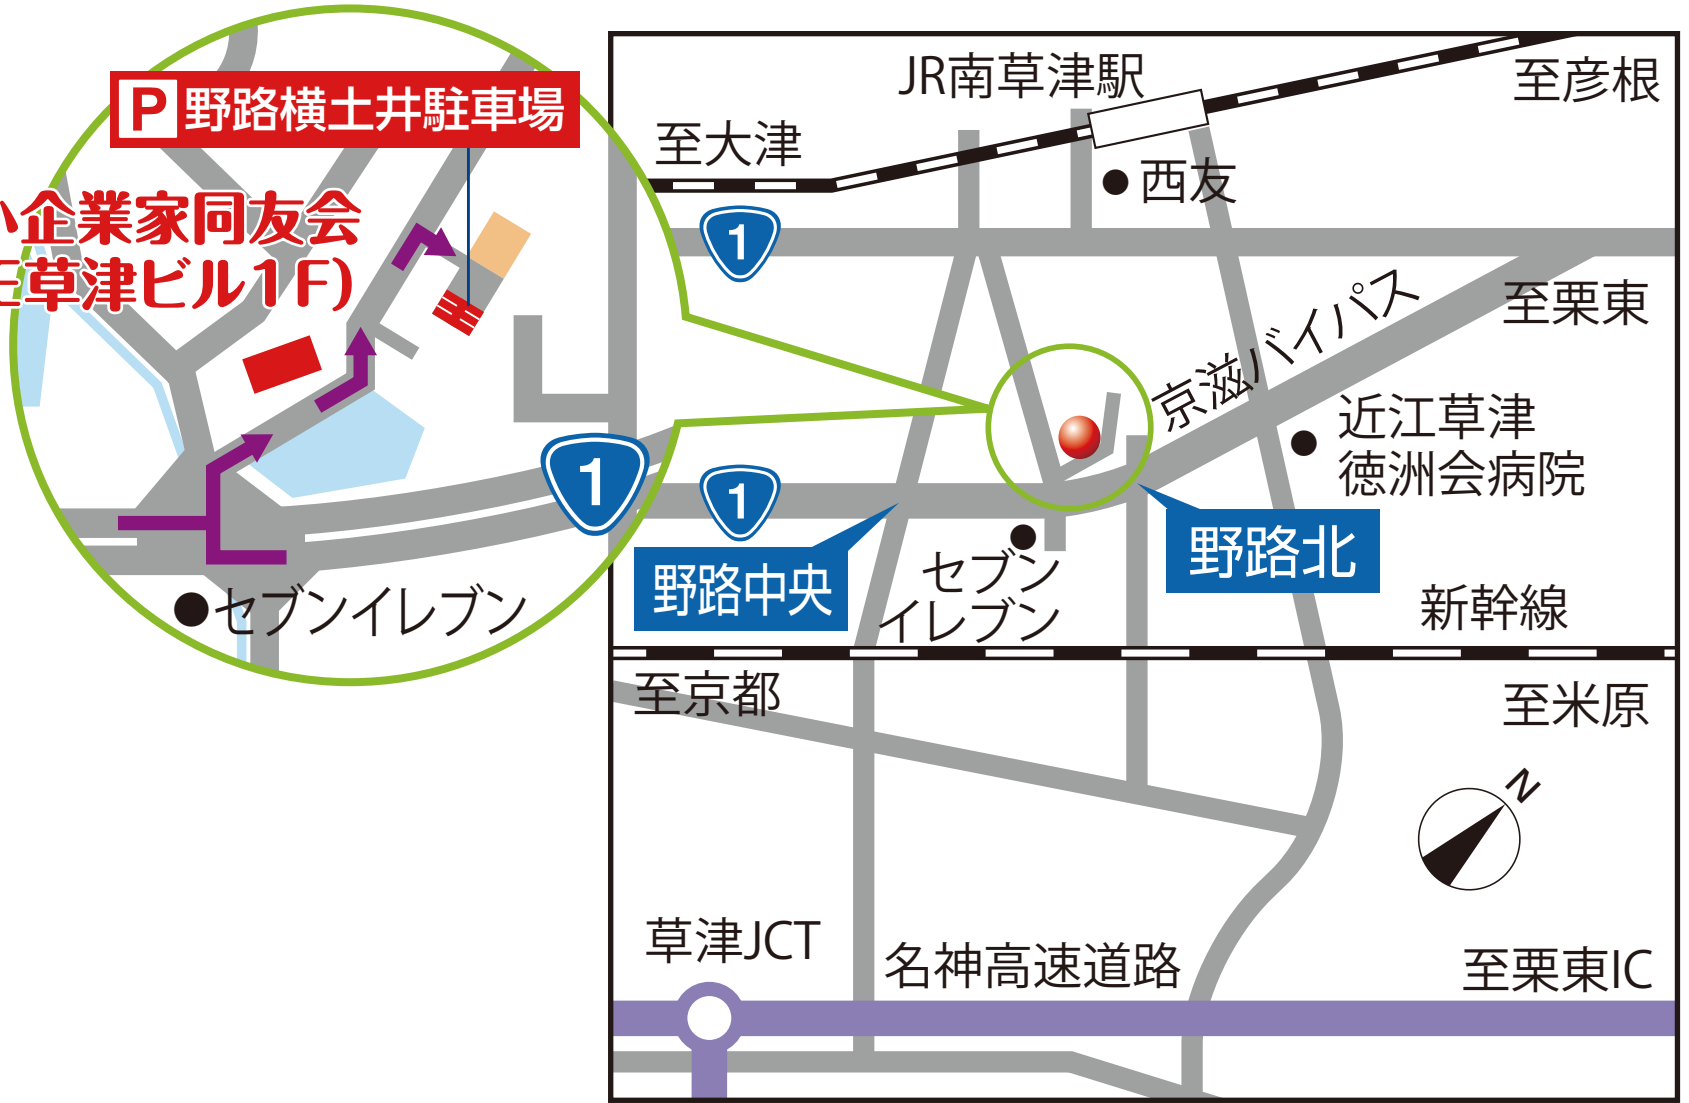 P 野路横土井駐車場
企業家同友会
草津ビル1F)
セブンイレブン
1
JR南草津駅
至彦根
至大津
西友
1
京滋バイパス
至栗東
近江草津
徳洲会病院
1
野路中央
セブン
イレブン
野路北
新幹線
至京都
至米原
N
草津JCT
名神高速道路
至栗東IC